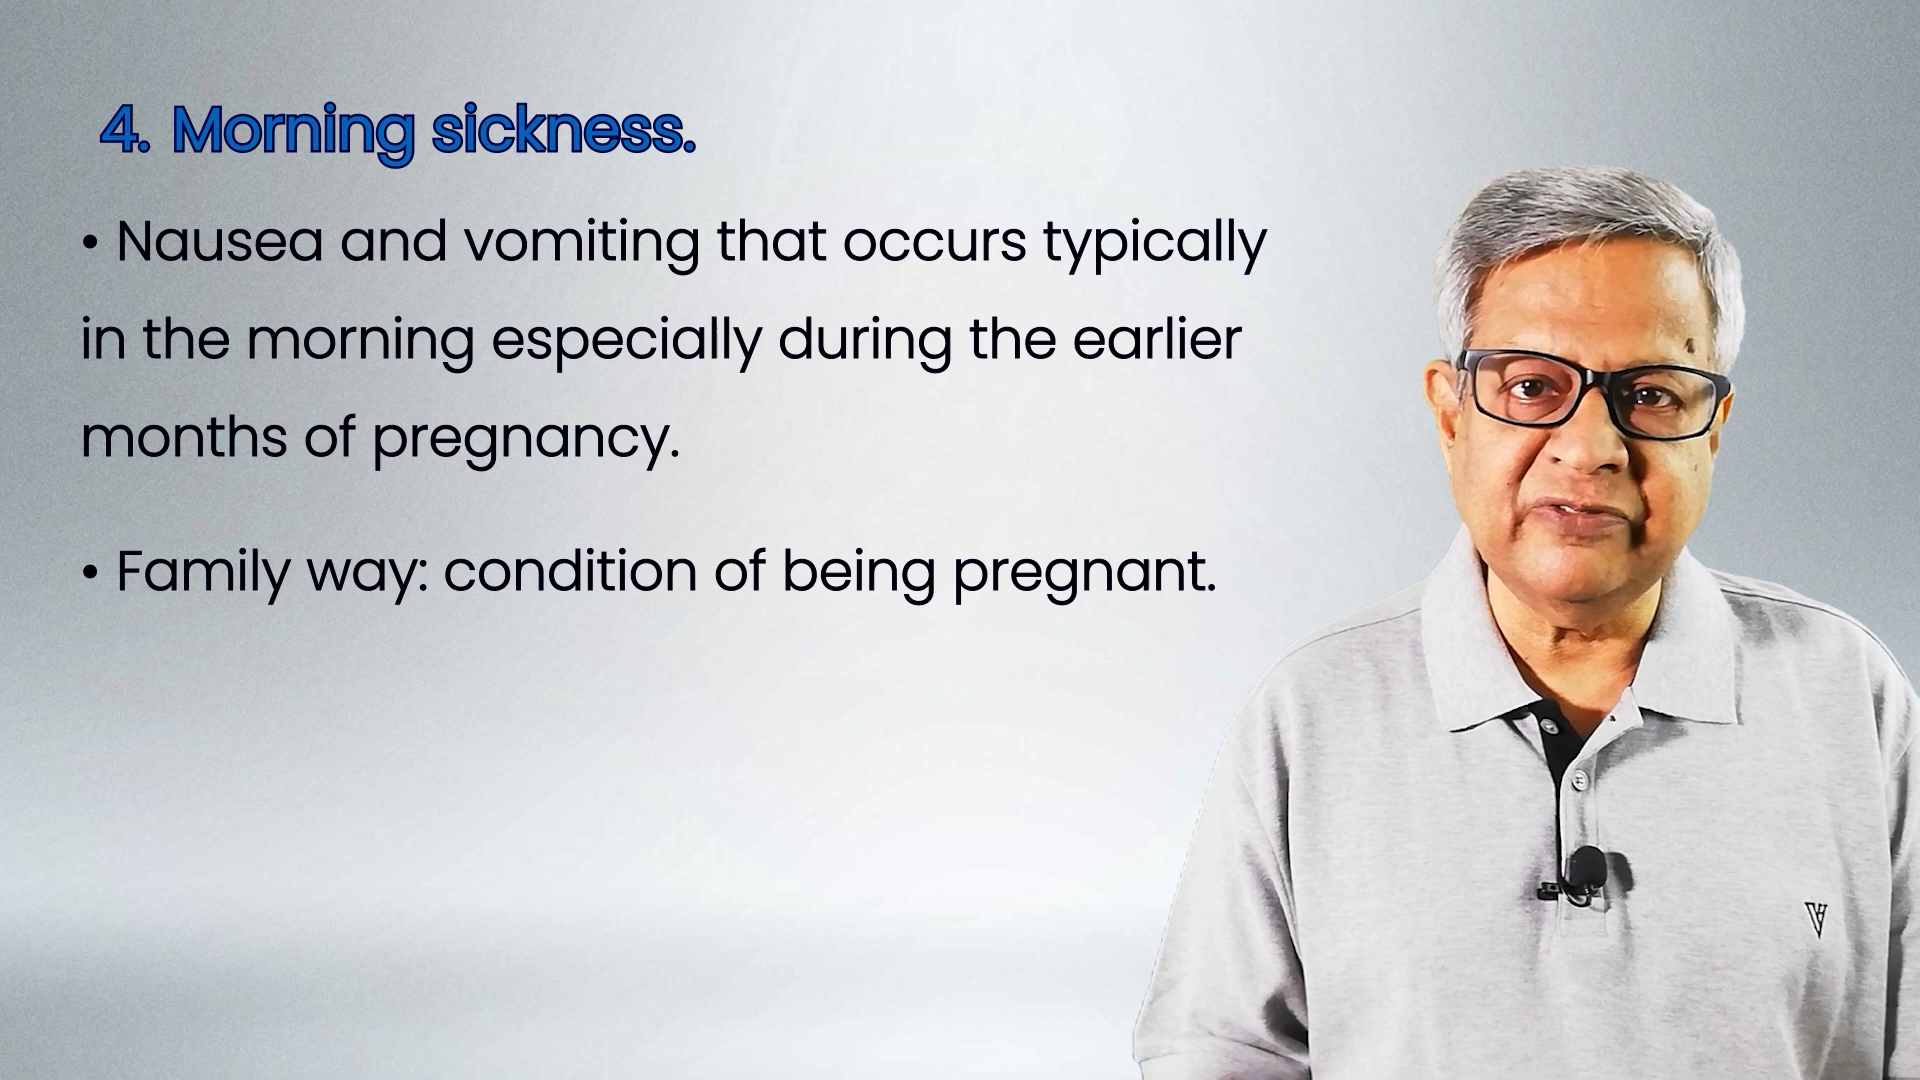 4. Morning sickness.
• Nausea and vomiting that occurs typically
in the morning especially during the earlier
months of pregnancy.
• Family way: condition of being pregnant.